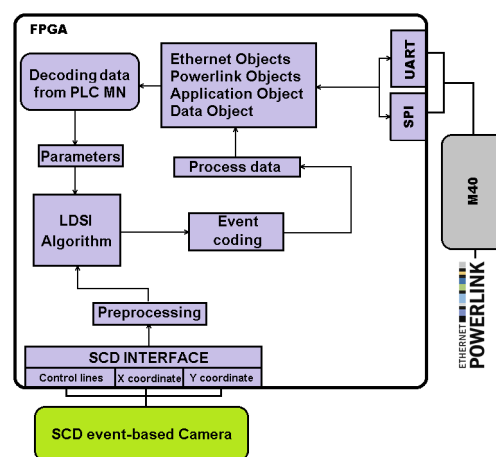 FPGA
Decoding data
from PLC MN
Ethernet Objects
Powerlink Objects
Application Object
Data Object
UART
SPI
Parameters
Process data
M40
LDSI
Algorithm
Event
coding
Preprocessing
ETHERNET
POWERLINK
SCD INTERFACE
Control lines
X coordinate
Y coordinate
SCD event-based Camera